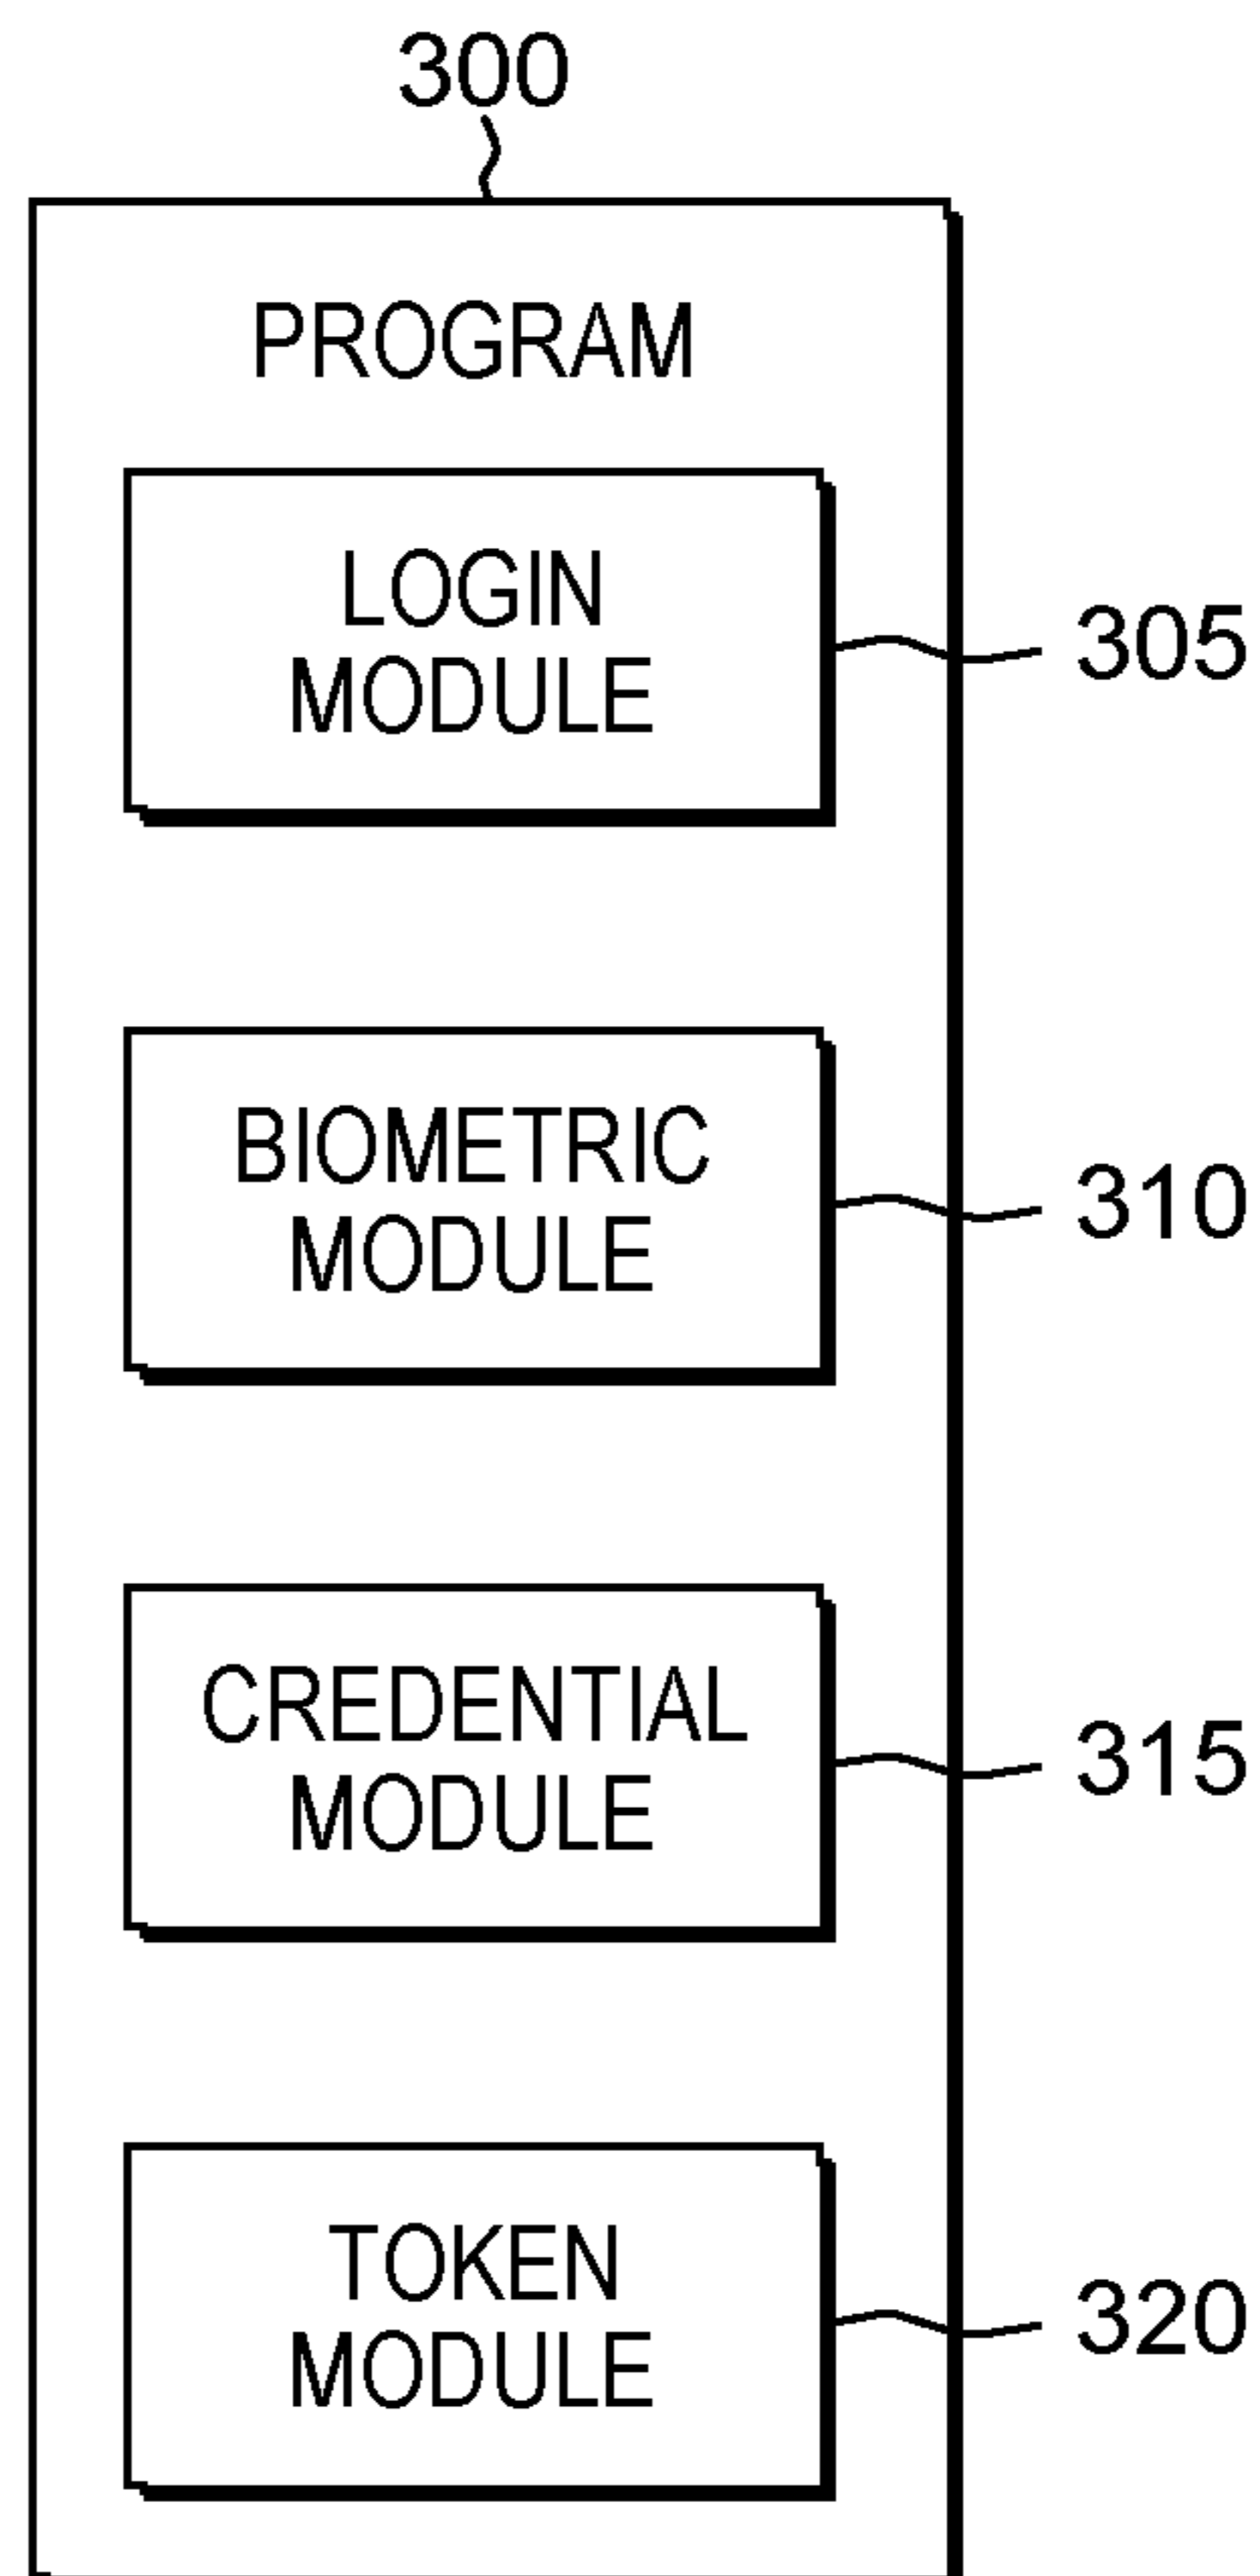 300
PROGRAM
LOGIN
MODULE
305
BIOMETRIC
MODULE
310
CREDENTIAL
MODULE
315
TOKEN
MODULE
320